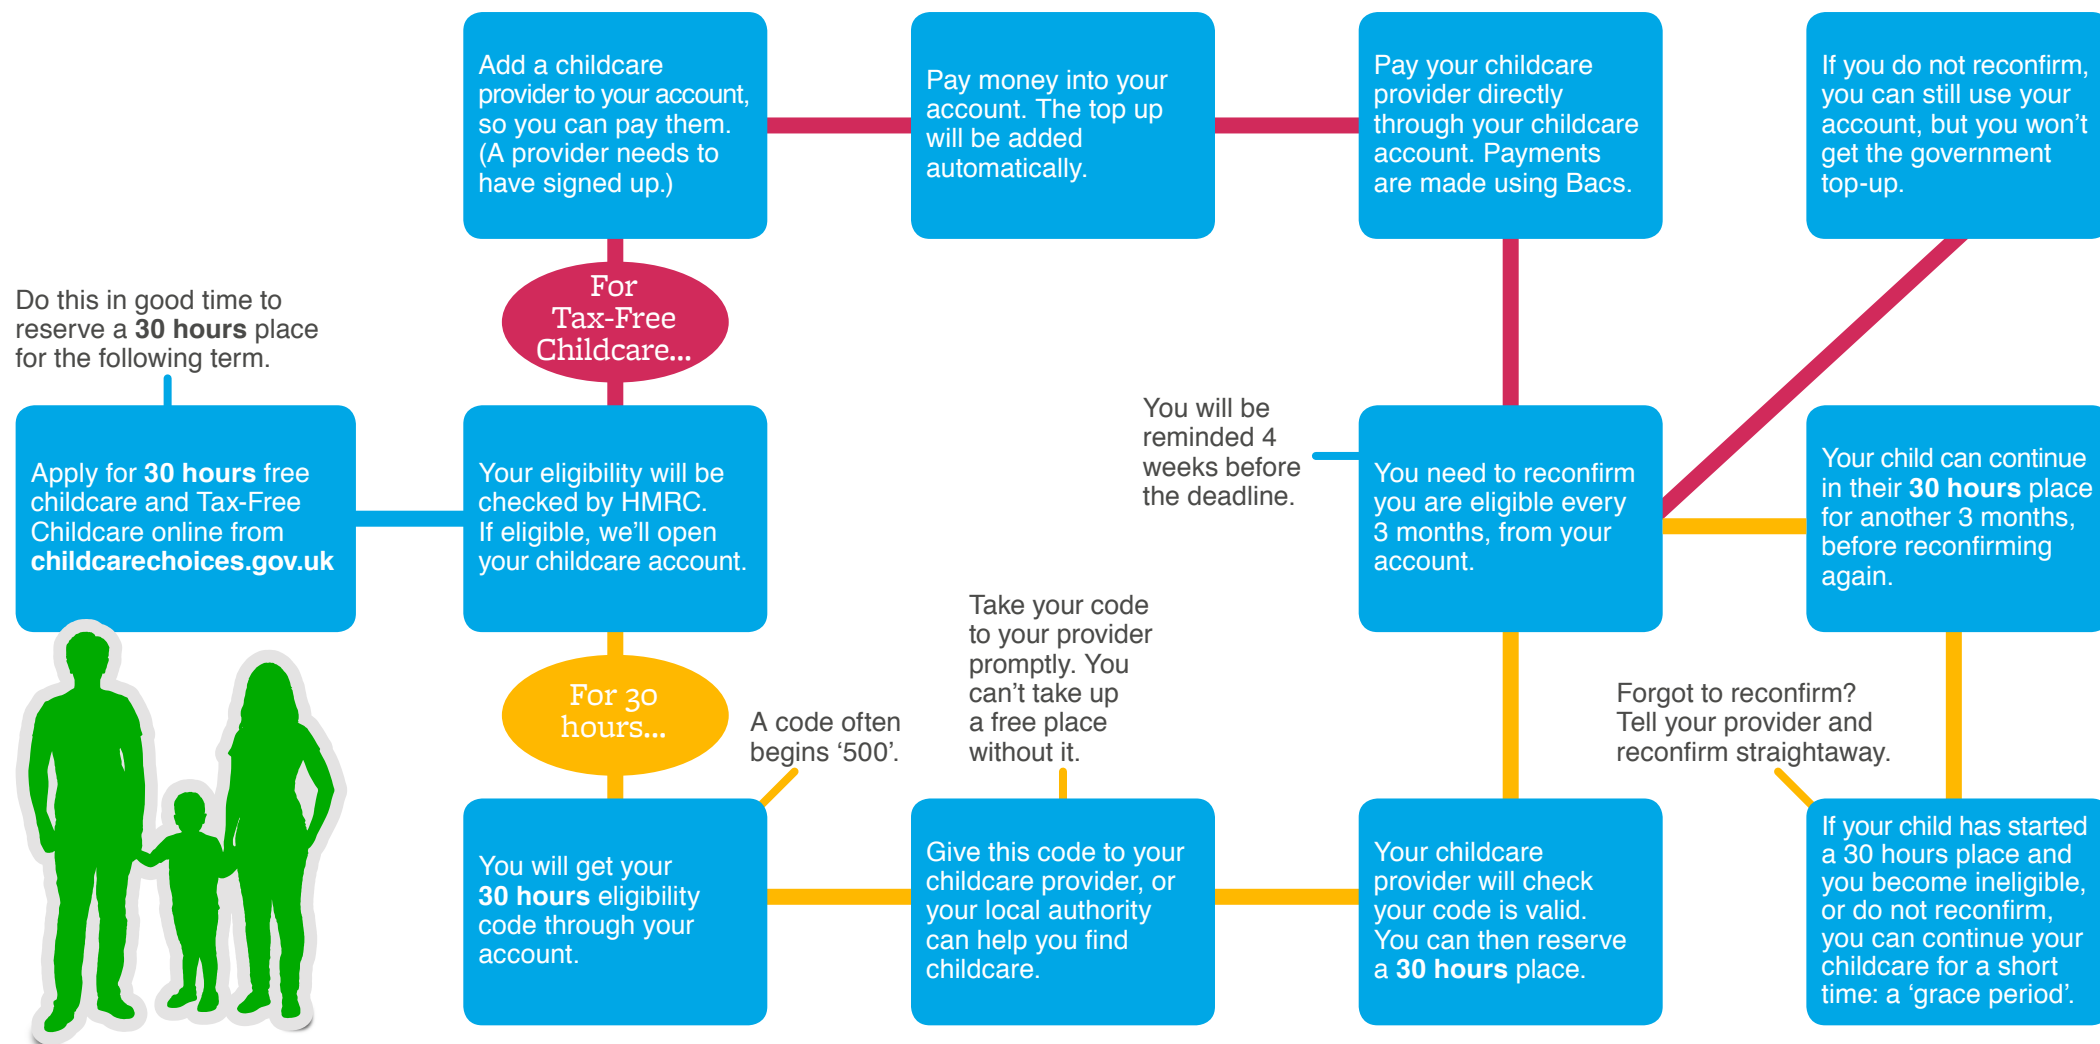 Add a childcare
provider to your account,
so you can pay them.
(A provider needs to
have signed up.)
Pay money into your
account. The top up
will be added
automatically.
Pay your childcare
provider directly
through your childcare
account. Payments
are made using Bacs.
If you do not reconfirm,
you can still use your
account, but you won’t
get the government
top-up.
For
Tax-Free
Childcare...
Do this in good time to
reserve a 30 hours place
for the following term.
Apply for 30 hours free
childcare and Tax-Free
Childcare online from
childcarechoices.gov.uk
Your eligibility will be
checked by HMRC.
If eligible, we’ll open
your childcare account.
You will be
reminded 4
weeks before
the deadline.
You need to reconfirm
you are eligible every
3 months, from your
account.
Your child can continue
in their 30 hours place
for another 3 months,
before reconfirming
again.
For 30
hours...
A code often
begins ‘500’.
Take your code
to your provider
promptly. You
can’t take up
a free place
without it.
Forgot to reconfirm?
Tell your provider and
reconfirm straightaway.
You will get your
30 hours eligibility
code through your
account.
Give this code to your
childcare provider, or
your local authority
can help you find
childcare.
Your childcare
provider will check
your code is valid.
You can then reserve
a 30 hours place.
If your child has started
a 30 hours place and
you become ineligible,
or do not reconfirm,
you can continue your
childcare for a short
time: a ‘grace period’.